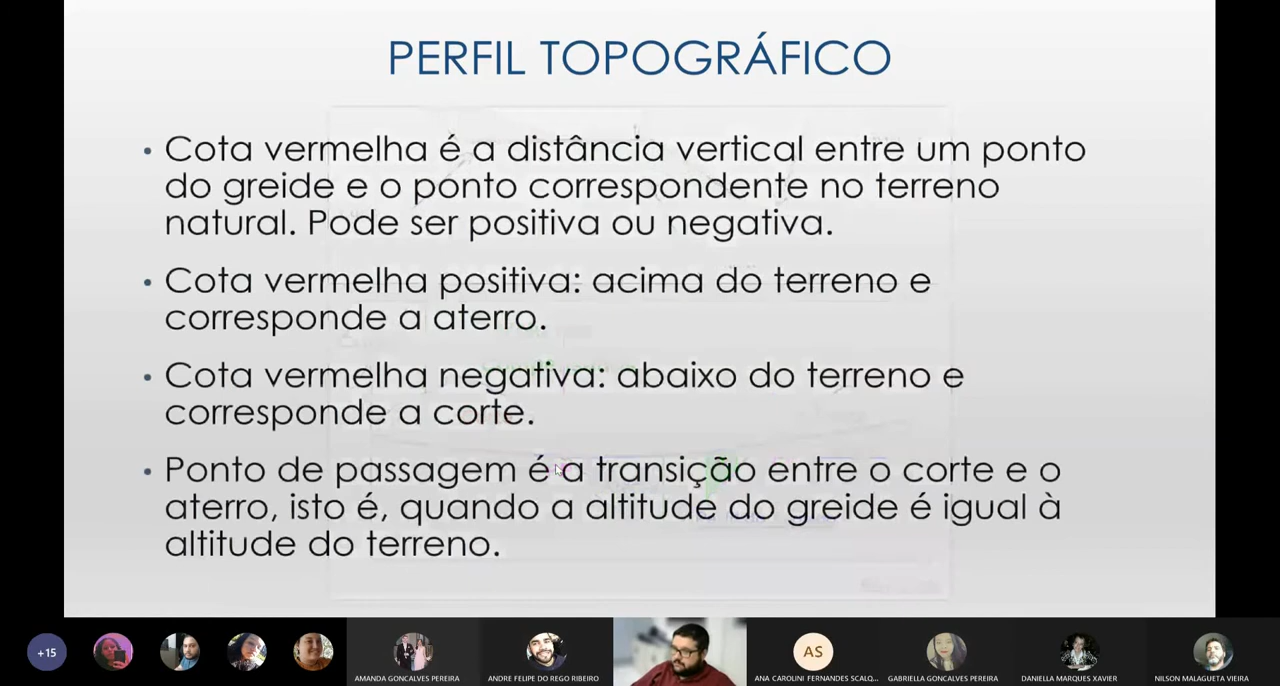 PERFIL TOPOGRÁFICO
• Cota vermelha é a distância vertical entre um ponto
do greide e o ponto correspondente no terreno
natural. Pode ser positiva ou negativa.
• Cota vermelha positiva: acima do terreno e
corresponde a aterro.
• Cota vermelha negativa: abaixo do terreno e
corresponde a corte.
• Ponto de passagem é a transição entre o corte e o
aterro, isto é, quando a altitude do greide é igual à
altitude do terreno.
+15
AS
AMANDA GONCALVES PEREIRA
ANDRE FELIPE DO REGO RIBEIRO
ANA CAROLINI FERNANDES SCALQ...
GABRIELLA GONCALVES PEREIRA
DANIELLA MARQUES XAVIER
NILSON MALAGUETA VIEIRA